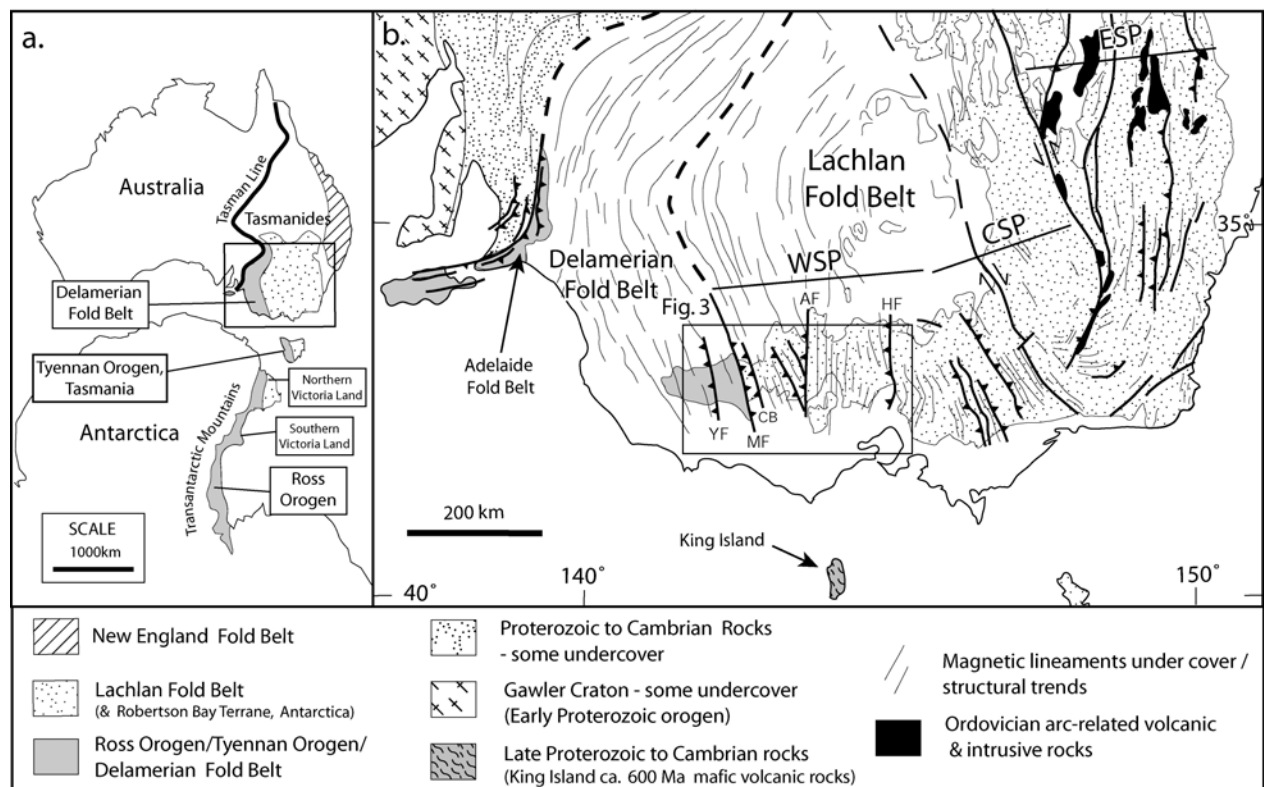 a.
Australia
Tasman Line
Tasmanides
Delamerian
Fold Belt
Tyennan Orogen,
Tasmania
Northern
Victoria Land
Antarctica
Southern
Victoria Land
Transantarctic Mountains
Ross
Orogen
SCALE
1000km
b.
ESP
Lachlan
Fold Belt
35°
CSP
WSP
Delamerian
Fold Belt
Fig. 3
AF
HF
Adelaide
Fold Belt
CB
YF
MF
200 km
King Island
40°
140°
150°
New England Fold Belt
Lachlan Fold Belt
(& Robertson Bay Terrane, Antarctica)
Ross Orogen/Tyennan Orogen/
Delamerian Fold Belt
Proterozoic to Cambrian Rocks
- some undercover
Gawler Craton - some undercover
(Early Proterozoic orogen)
Late Proterozoic to Cambrian rocks
(King Island ca. 600 Ma mafic volcanic rocks)
Magnetic lineaments under cover /
structural trends
Ordovician arc-related volcanic
& intrusive rocks